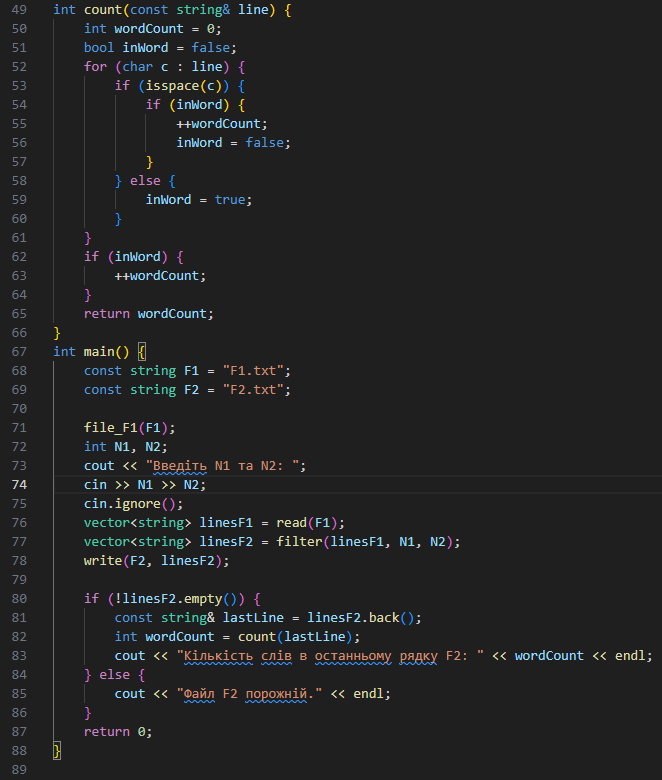 49 int count(const string& line) {
50     int wordCount = 0;
51     bool inWord = false;
52     for (char c : line) {
53         if (isspace(c)) {
54             if (inWord) {
55                 ++wordCount;
56                 inWord = false;
57             }
58         } else {
59             inWord = true;
60         }
61     }
62     if (inWord) {
63         ++wordCount;
64     }
65     return wordCount;
66 }
67 int main() {
68     const string F1 = "F1.txt";
69     const string F2 = "F2.txt";
70
71     file_F1(F1);
72     int N1, N2;
73     cout << "Введіть N1 та N2: ";
74     cin >> N1 >> N2;
75     cin.ignore();
76     vector<string> linesF1 = read(F1);
77     vector<string> linesF2 = filter(linesF1, N1, N2);
78     write(F2, linesF2);
79
80     if (!linesF2.empty()) {
81         const string& lastLine = linesF2.back();
82         int wordCount = count(lastLine);
83         cout << "Кількість слів в останньому рядку F2: " << wordCount << endl;
84     } else {
85         cout << "Файл F2 порожній." << endl;
86     }
87     return 0;
88 }
89